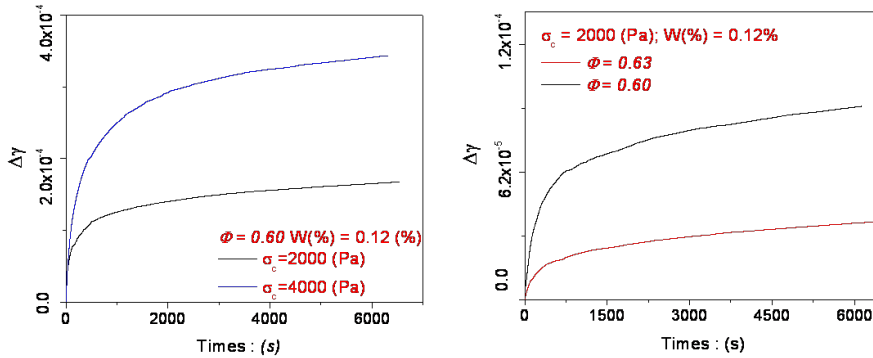 4.0x10⁻⁴
2.0x10⁻⁴
0.0
Δγ
0
2000
4000
6000
Times : (s)
Φ = 0.60 W(%) = 0.12 (%)
σc=2000 (Pa)
σc=4000 (Pa)
1.2x10⁻⁴
6.2x10⁻⁵
0.0
Δγ
0
1500
3000
4500
6000
Times : (s)
σc = 2000 (Pa); W(%) = 0.12%
Φ = 0.63
Φ = 0.60